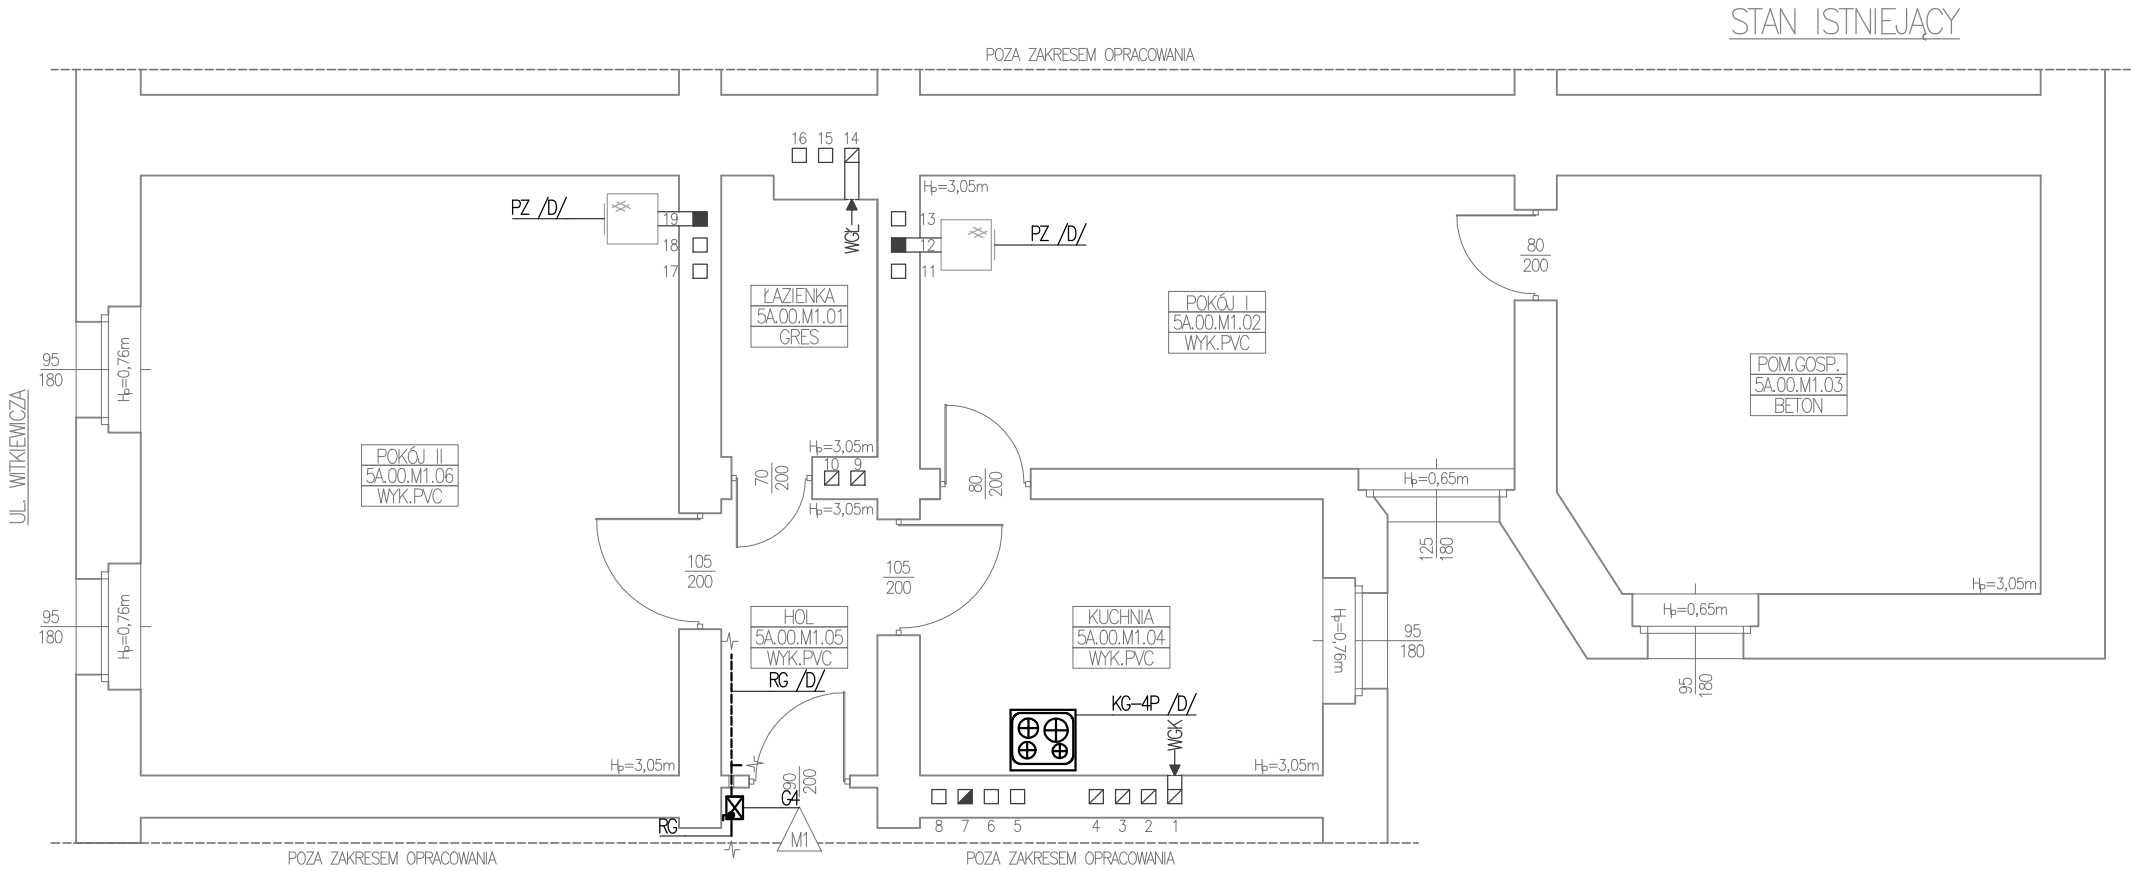 STAN ISTNIEJĄCY
POZA ZAKRESEM OPRACOWANIA
16 15 14
Hp=3,05m
PZ /D/
19
18
17
WGŁ
13
12
11
PZ /D/
80
200
ŁAZIENKA
5A.00.M1.01
GRES
POKÓJ I
5A.00.M1.02
WYK.PVC
POM.GOSP.
5A.00.M1.03
BETON
95
180
Hp=0,76m
UL. WITKIEWICZA
POKÓJ II
5A.00.M1.06
WYK.PVC
Hp=3,05m
10 9
70
200
Hp=3,05m
80
200
Hp=0,65m
125
180
105
200
105
200
Hp=3,05m
Hp=0,65m
95
180
95
180
Hp=0,76m
HOL
5A.00.M1.05
WYK.PVC
KUCHNIA
5A.00.M1.04
WYK.PVC
Hp=0,76m
95
180
RG /D/
KG-4P /D/
WGK
Hp=3,05m
Hp=3,05m
90
200
G4
RG
M1
8 7 6 5 4 3 2 1
POZA ZAKRESEM OPRACOWANIA
POZA ZAKRESEM OPRACOWANIA